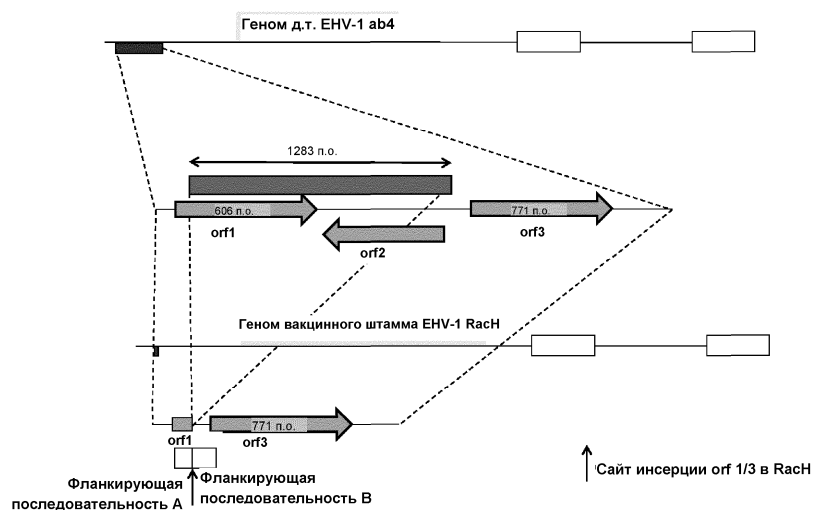 Геном д.т. EHV-1 ab4
1283 п.о.
606 п.о.
771 п.о.
orf1
orf3
orf2
Геном вакцинного штамма EHV-1 RacH
771 п.о.
orf1
orf3
Фланкирующая
последовательность A
Фланкирующая
последовательность B
Сайт инсерции orf 1/3 в RacH